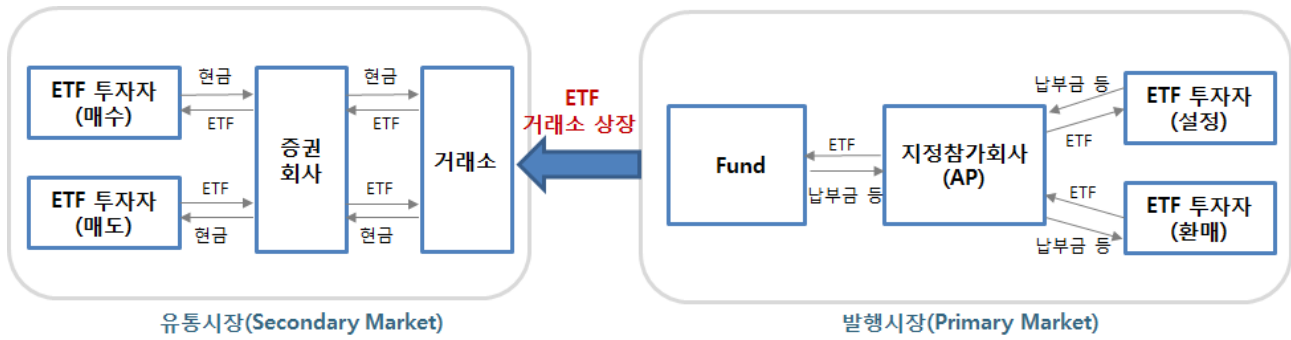 ETF 투자자
(매수)
현금
ETF
증권
회사
현금
ETF
거래소
ETF 투자자
(매도)
ETF
현금
ETF
현금
유통시장(Secondary Market)
ETF
거래소 상장
Fund
ETF
납부금 등
지정참가회사
(AP)
납부금 등
ETF
ETF 투자자
(설정)
ETF
납부금 등
ETF 투자자
(환매)
발행시장(Primary Market)